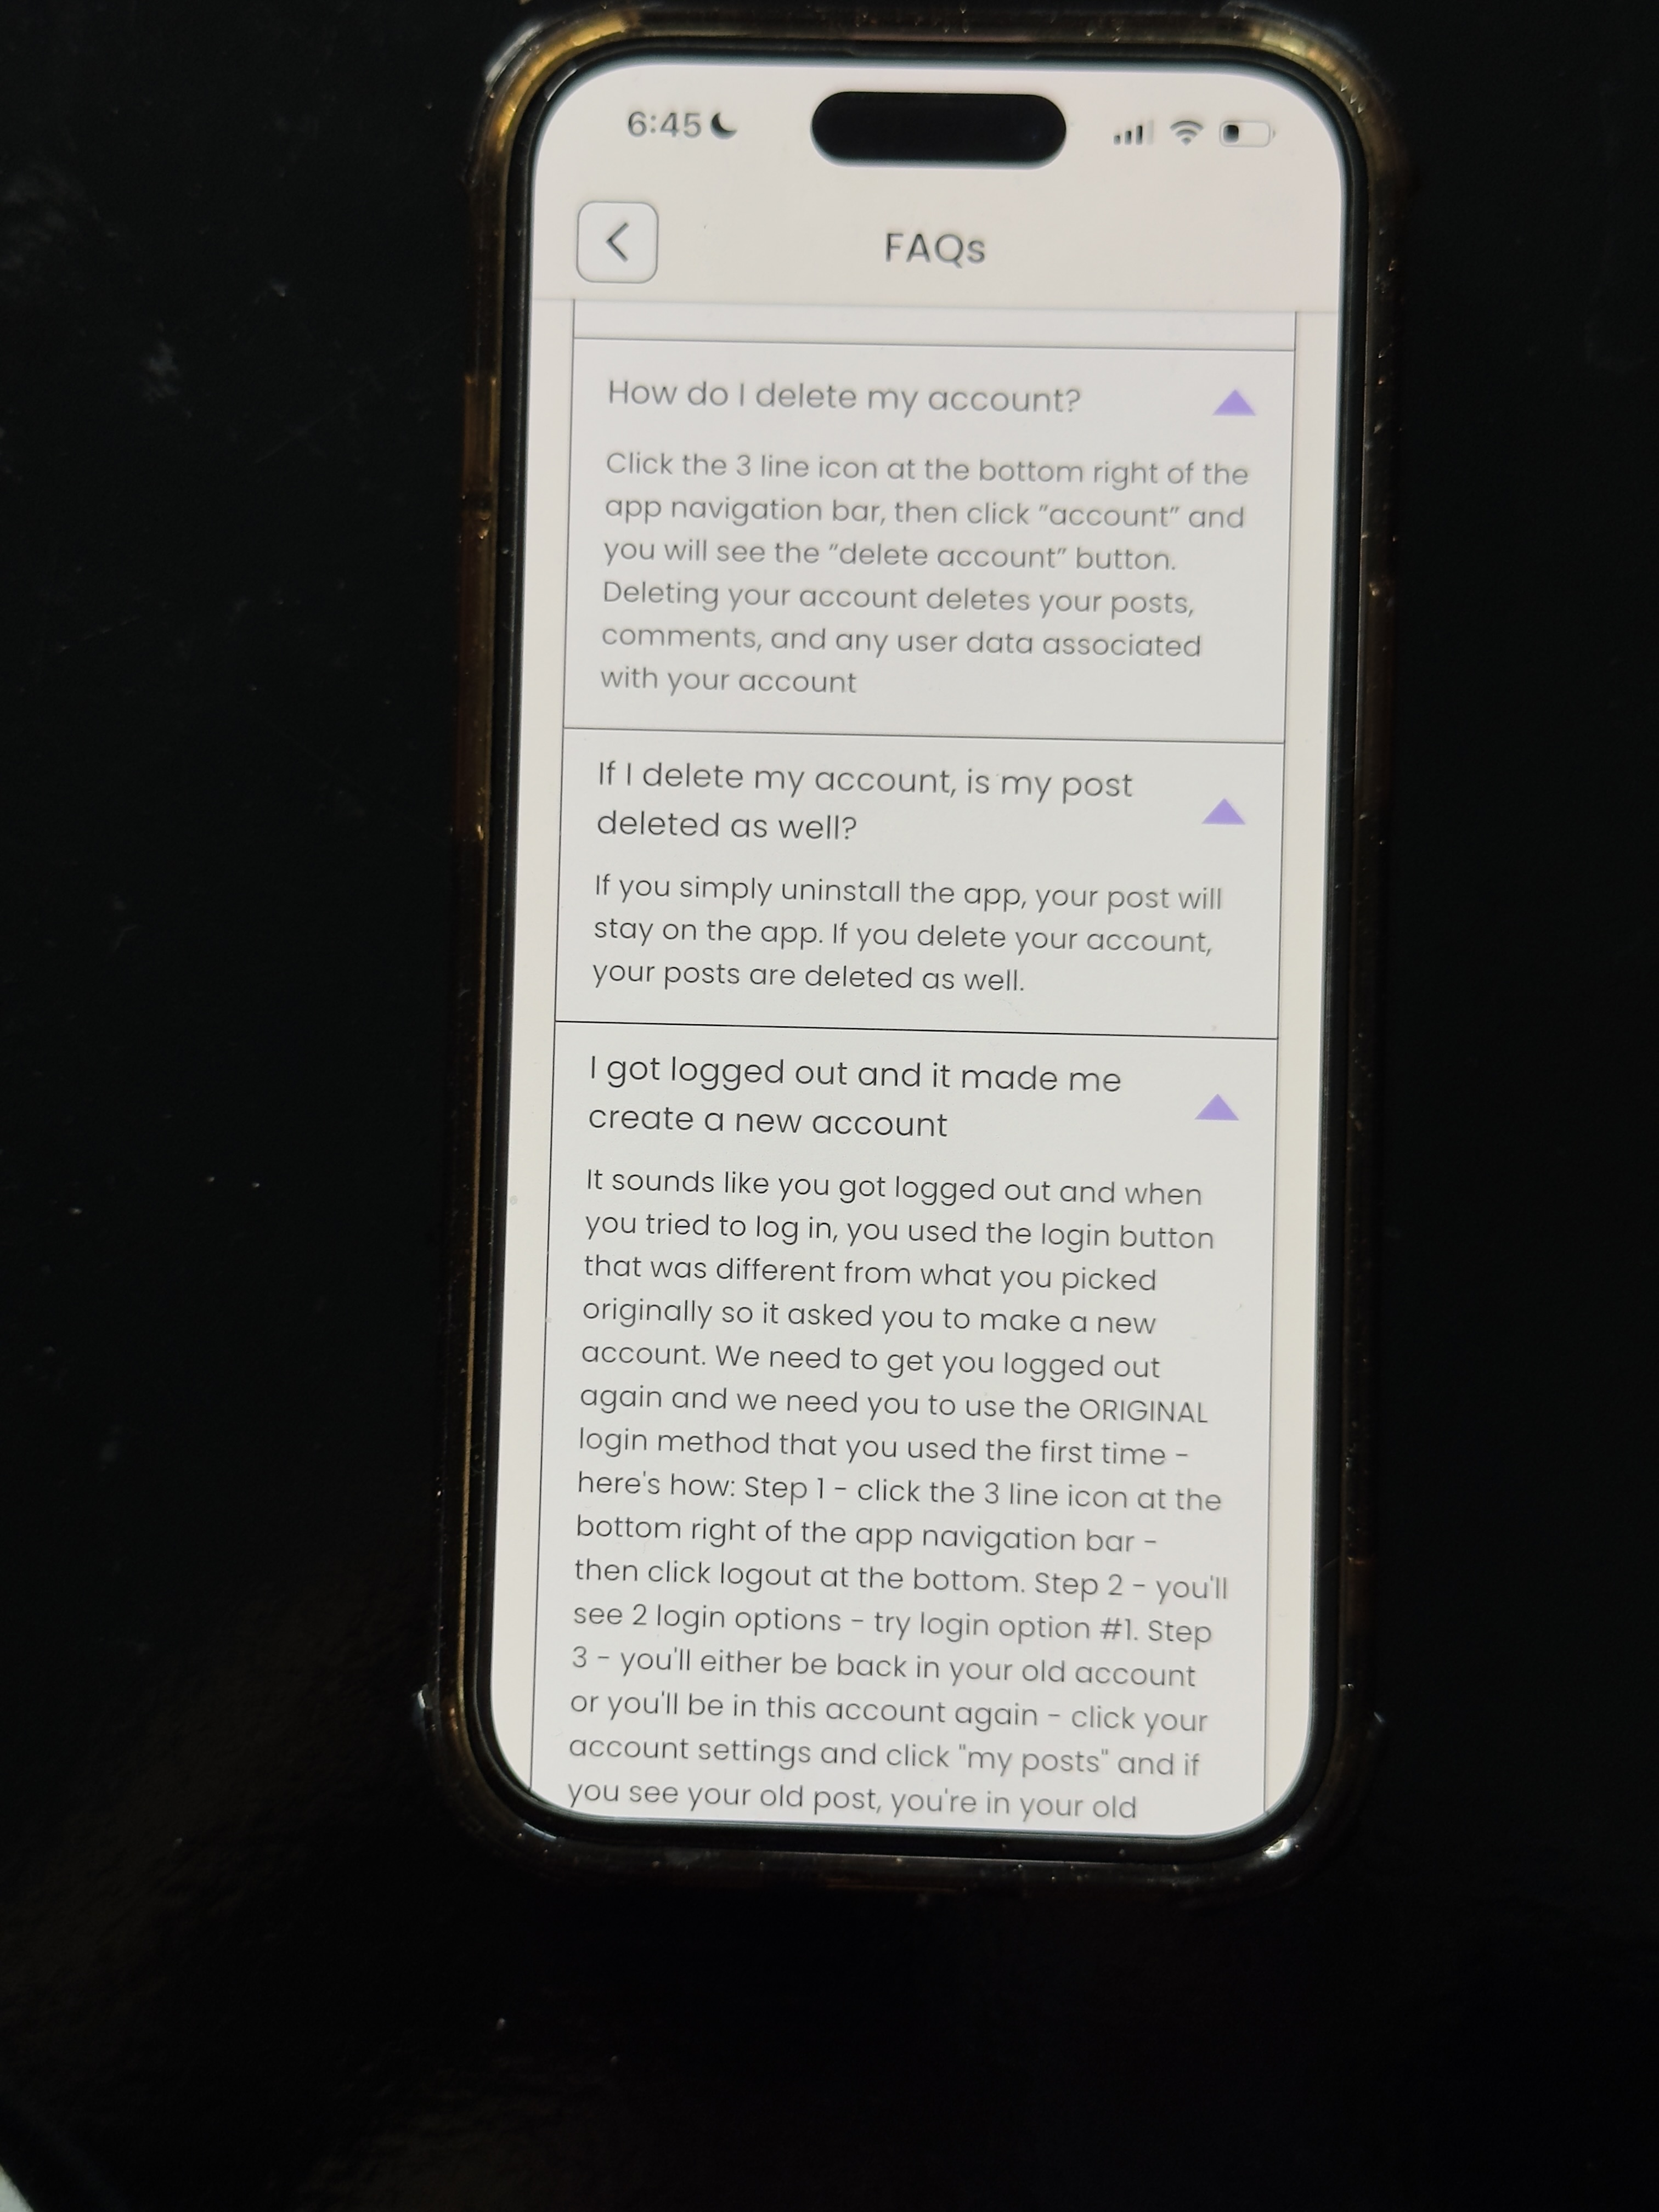 6:45
FAQs
How do I delete my account?
Click the 3 line icon at the bottom right of the
app navigation bar, then click "account" and
you will see the "delete account" button.
Deleting your account deletes your posts,
comments, and any user data associated
with your account
If I delete my account, is my post
deleted as well?
If you simply uninstall the app, your post will
stay on the app. If you delete your account,
your posts are deleted as well.
I got logged out and it made me
create a new account
It sounds like you got logged out and when
you tried to log in, you used the login button
that was different from what you picked
originally so it asked you to make a new
account. We need to get you logged out
again and we need you to use the ORIGINAL
login method that you used the first time -
here's how: Step 1 - click the 3 line icon at the
bottom right of the app navigation bar -
then click logout at the bottom. Step 2 - you'll
see 2 login options - try login option #1. Step
3 - you'll either be back in your old account
or you'll be in this account again - click your
account settings and click "my posts" and if
you see your old post, you're in your old